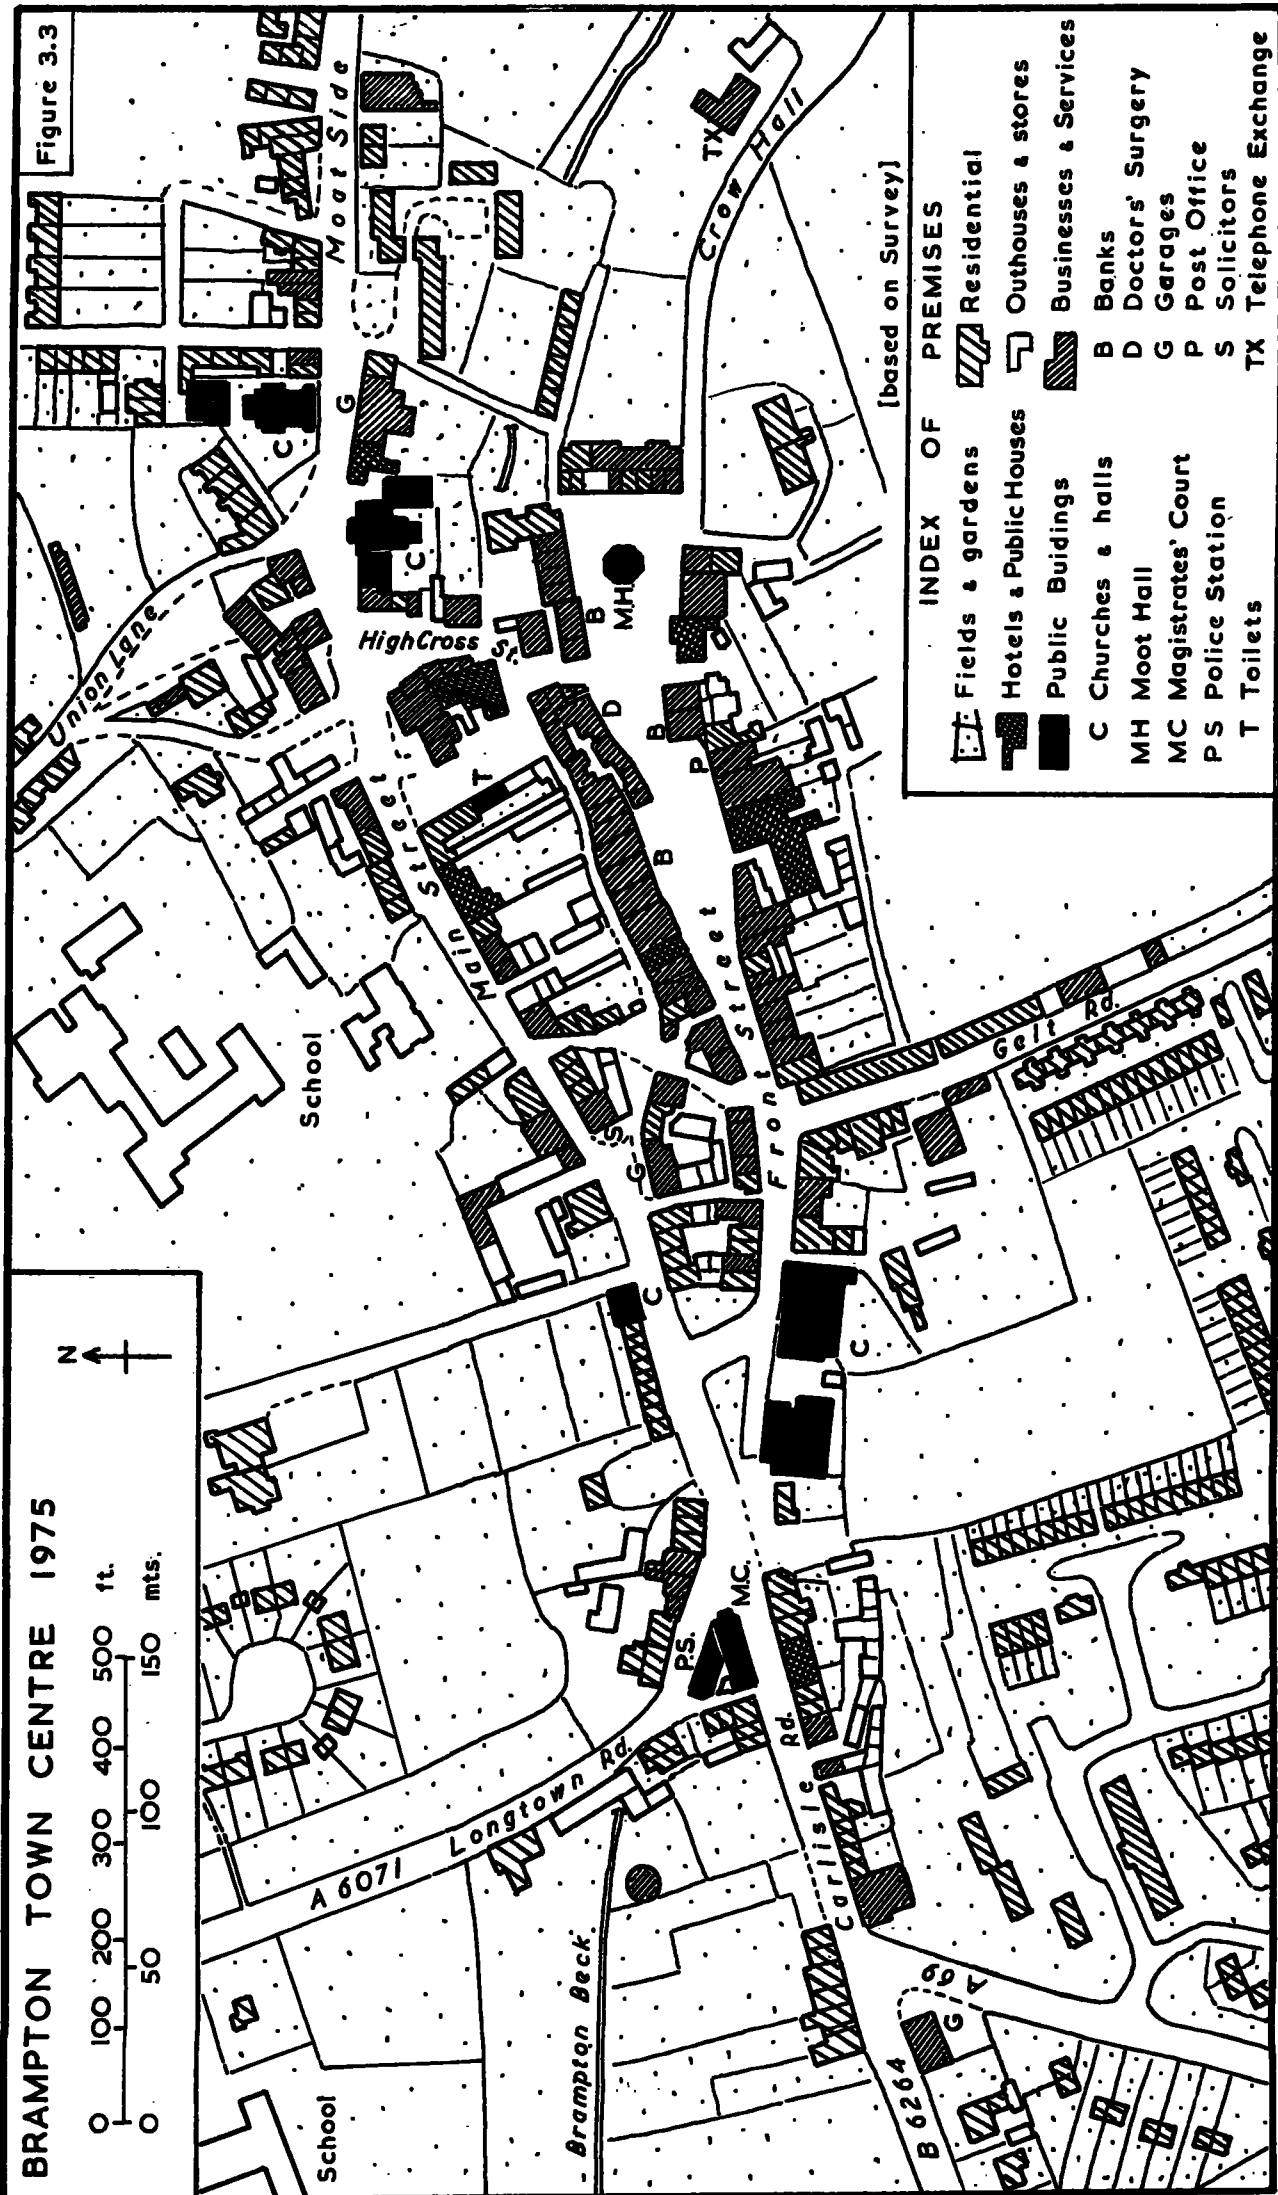 BRAMPTON TOWN CENTRE 1975
0 100 200 300 400 500 ft.
0 50 100 150 mts.
N
Figure 3.3
School
School
A 6071
Longtown Rd.
Brampton Beck
P.S.
M.C.
Carlisle Rd.
A 69
B 6264
G
C
C
G
S
Main Street
Front Street
Gelt Rd.
Union Lane
T
B
B
P
D
High Cross St.
B
M.H.
C
C
G
Moat Side
TX
Crow Hall
[based on Survey]
INDEX OF PREMISES
Fields & gardens
Residential
Hotels & Public Houses
Outhouses & stores
Public Buidings
Businesses & Services
C Churches & halls
B Banks
MH Moot Hall
D Doctors' Surgery
MC Magistrates' Court
G Garages
PS Police Station
P Post Office
T Toilets
S Solicitors
TX Telephone Exchange